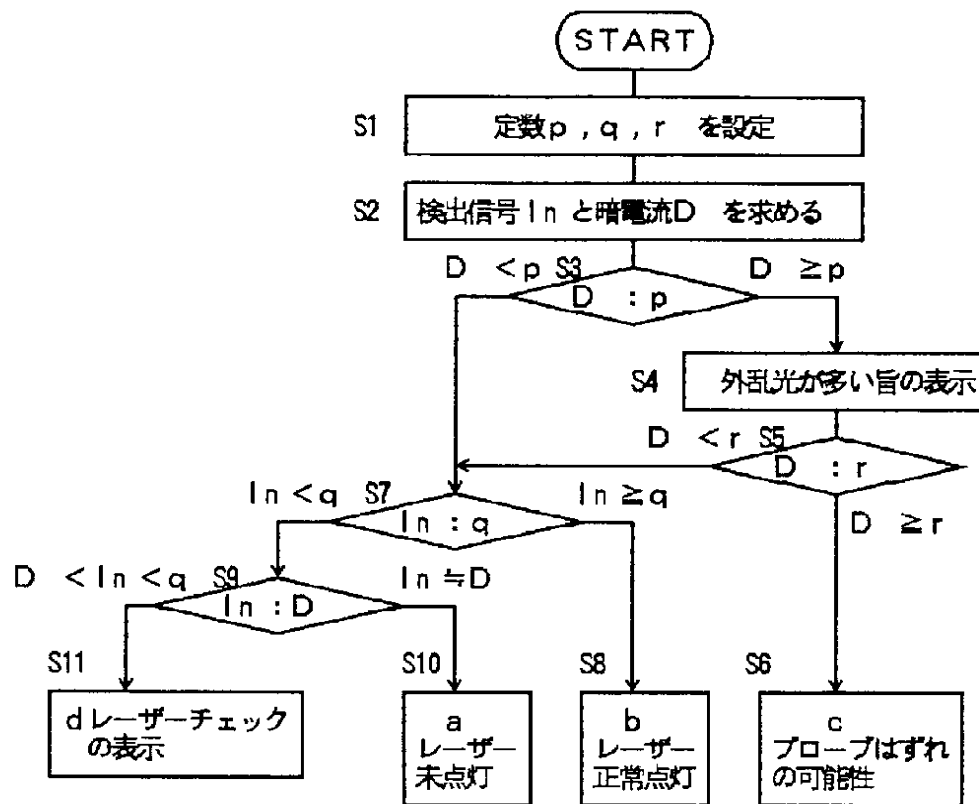 START
S1
定数p,q,r を設定
S2
検出信号Inと暗電流D を求める
D <p
S3
D ≧p
D :p
S4
外乱光が多い旨の表示
D <r
S5
D :r
In<q
S7
In≧q
In:q
D ≧r
D <In<q
S9
In≒D
In:D
S11
S10
S8
S6
dレーザーチェック
の表示
a
レーザー
未点灯
b
レーザー
正常点灯
c
プローブはずれ
の可能性